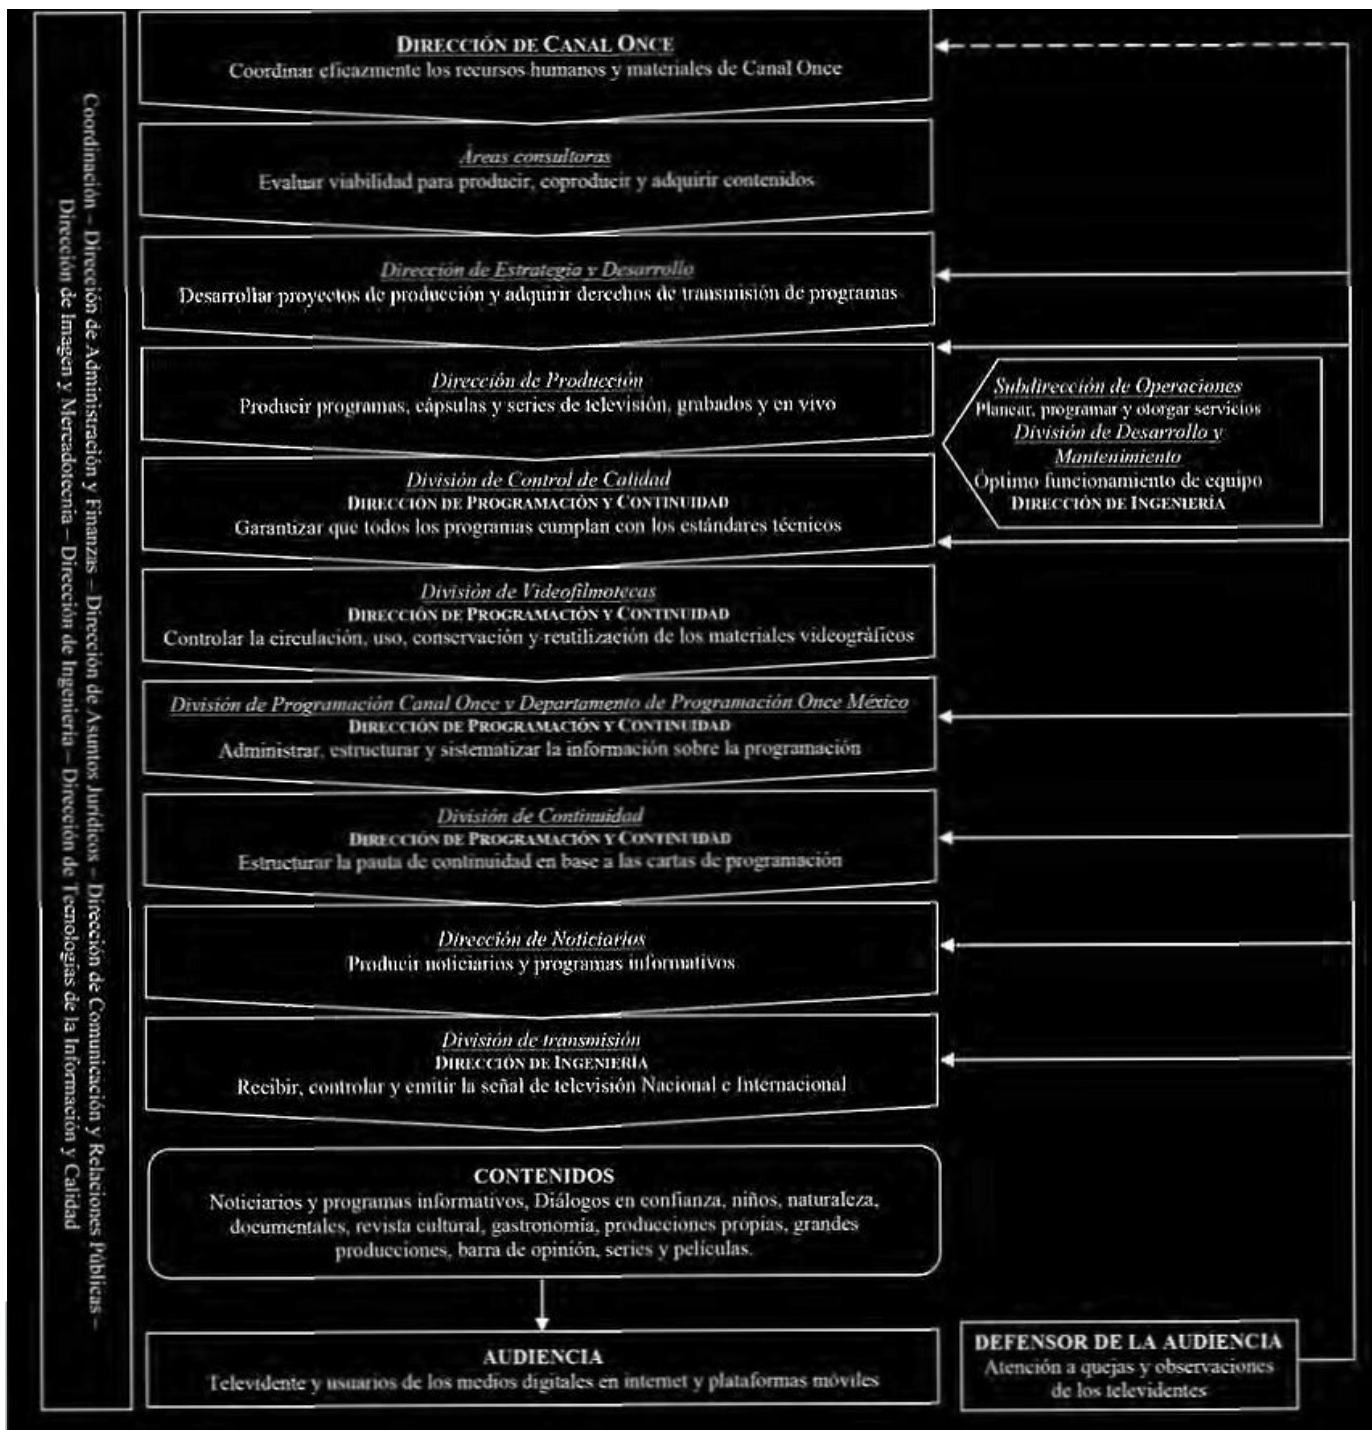 DIRECCIÓN DE CANAL ONCE
Coordinar eficazmente los recursos humanos y materiales de Canal Once
Áreas consultoras
Evaluar viabilidad para producir, coproducir y adquirir contenidos
Dirección de Estrategia y Desarrollo
Desarrollar proyectos de producción y adquirir derechos de transmisión de programas
Dirección de Producción
Producir programas, cápsulas y series de televisión, grabados y en vivo
División de Control de Calidad
DIRECCIÓN DE PROGRAMACIÓN Y CONTINUIDAD
Garantizar que todos los programas cumplan con los estándares técnicos
División de Videofilmotecas
DIRECCIÓN DE PROGRAMACIÓN Y CONTINUIDAD
Controlar la circulación, uso, conservación y reutilización de los materiales videográficos
División de Programación Canal Once y Departamento de Programación Once México
DIRECCIÓN DE PROGRAMACIÓN Y CONTINUIDAD
Administrar, estructurar y sistematizar la información sobre la programación
División de Continuidad
DIRECCIÓN DE PROGRAMACIÓN Y CONTINUIDAD
Estructurar la pauta de continuidad en base a las cartas de programación
Dirección de Noticiarios
Producir noticiarios y programas informativos
División de transmisión
DIRECCIÓN DE INGENIERÍA
Recibir, controlar y emitir la señal de televisión Nacional e Internacional
CONTENIDOS
Noticiarios y programas informativos, Diálogos en confianza, niños, naturaleza,
documentales, revista cultural, gastronomía, producciones propias, grandes
producciones, barra de opinión, series y películas.
AUDIENCIA
Televidente y usuarios de los medios digitales en internet y plataformas móviles
Subdirección de Operaciones
Planear, programar y otorgar servicios
División de Desarrollo y
Mantenimiento
Óptimo funcionamiento de equipo
DIRECCIÓN DE INGENIERÍA
DEFENSOR DE LA AUDIENCIA
Atención a quejas y observaciones
de los televidentes
Coordinación – Dirección de Administración y Finanzas – Dirección de Asuntos Jurídicos – Dirección de Comunicación y Relaciones Públicas –
Dirección de Imagen y Mercadotecnia – Dirección de Ingeniería – Dirección de Tecnologías de la Información y Calidad